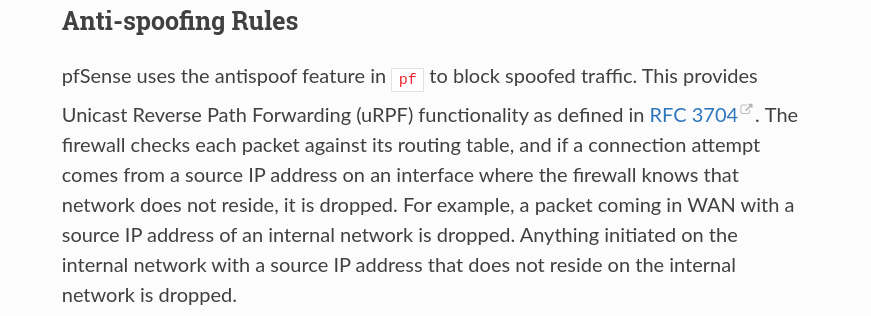 Anti-spoofing Rules
pfSense uses the antispoof feature in pf to block spoofed traffic. This provides
Unicast Reverse Path Forwarding (uRPF) functionality as defined in RFC 3704. The
firewall checks each packet against its routing table, and if a connection attempt
comes from a source IP address on an interface where the firewall knows that
network does not reside, it is dropped. For example, a packet coming in WAN with a
source IP address of an internal network is dropped. Anything initiated on the
internal network with a source IP address that does not reside on the internal
network is dropped.